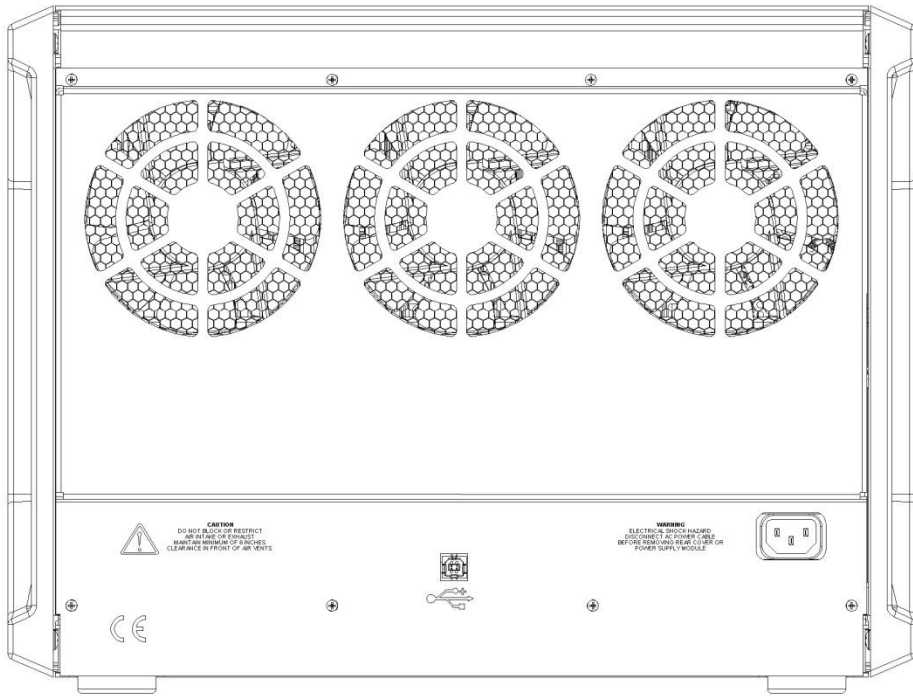 CAUTION
DO NOT BLOCK OR RESTRICT
AIR INTAKE OR EXHAUST
MAINTAIN MINIMUM OF 6 INCHES
CLEARANCE IN FRONT OF AIR VENTS
WARNING
ELECTRICAL SHOCK HAZARD
DISCONNECT AC POWER CABLE
BEFORE REMOVING REAR COVER OR
POWER SUPPLY MODULE
CE